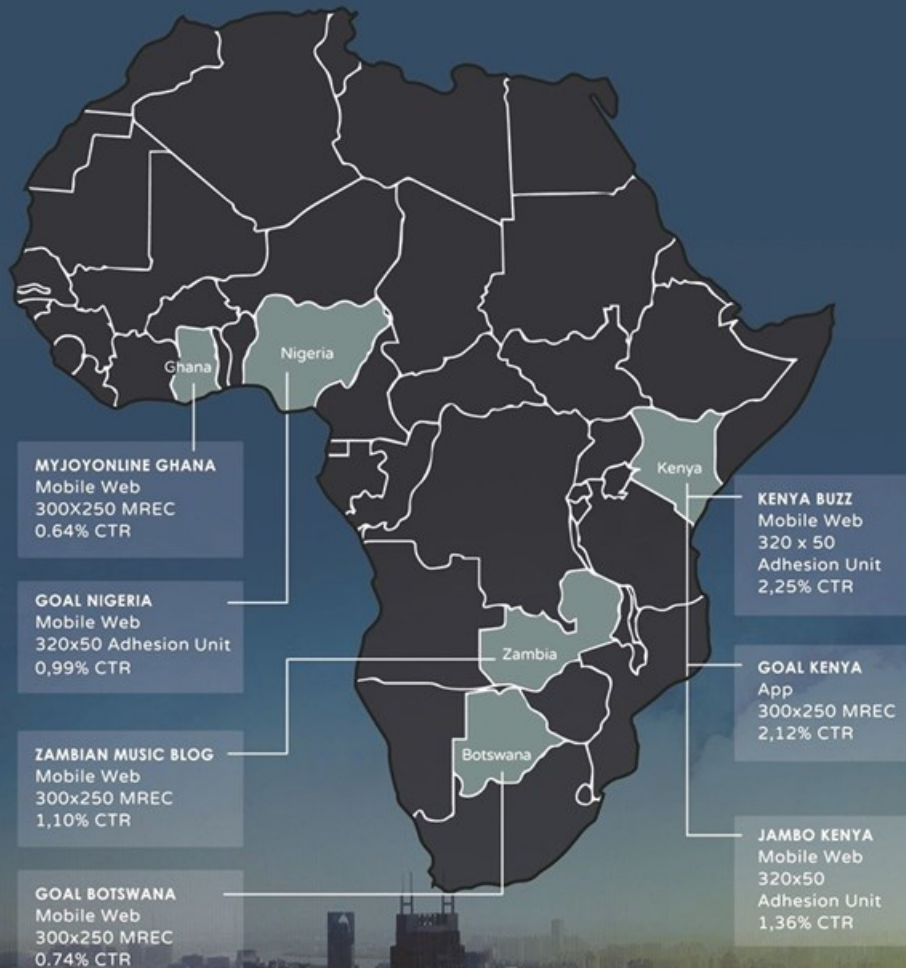 Ghana
Nigeria
Kenya
Zambia
Botswana
MYJOYONLINE GHANA
Mobile Web
300X250 MREC
0.64% CTR
GOAL NIGERIA
Mobile Web
320x50 Adhesion Unit
0,99% CTR
ZAMBIAN MUSIC BLOG
Mobile Web
300x250 MREC
1,10% CTR
GOAL BOTSWANA
Mobile Web
300x250 MREC
0.74% CTR
KENYA BUZZ
Mobile Web
320 x 50
Adhesion Unit
2,25% CTR
GOAL KENYA
App
300x250 MREC
2,12% CTR
JAMBO KENYA
Mobile Web
320x50
Adhesion Unit
1,36% CTR